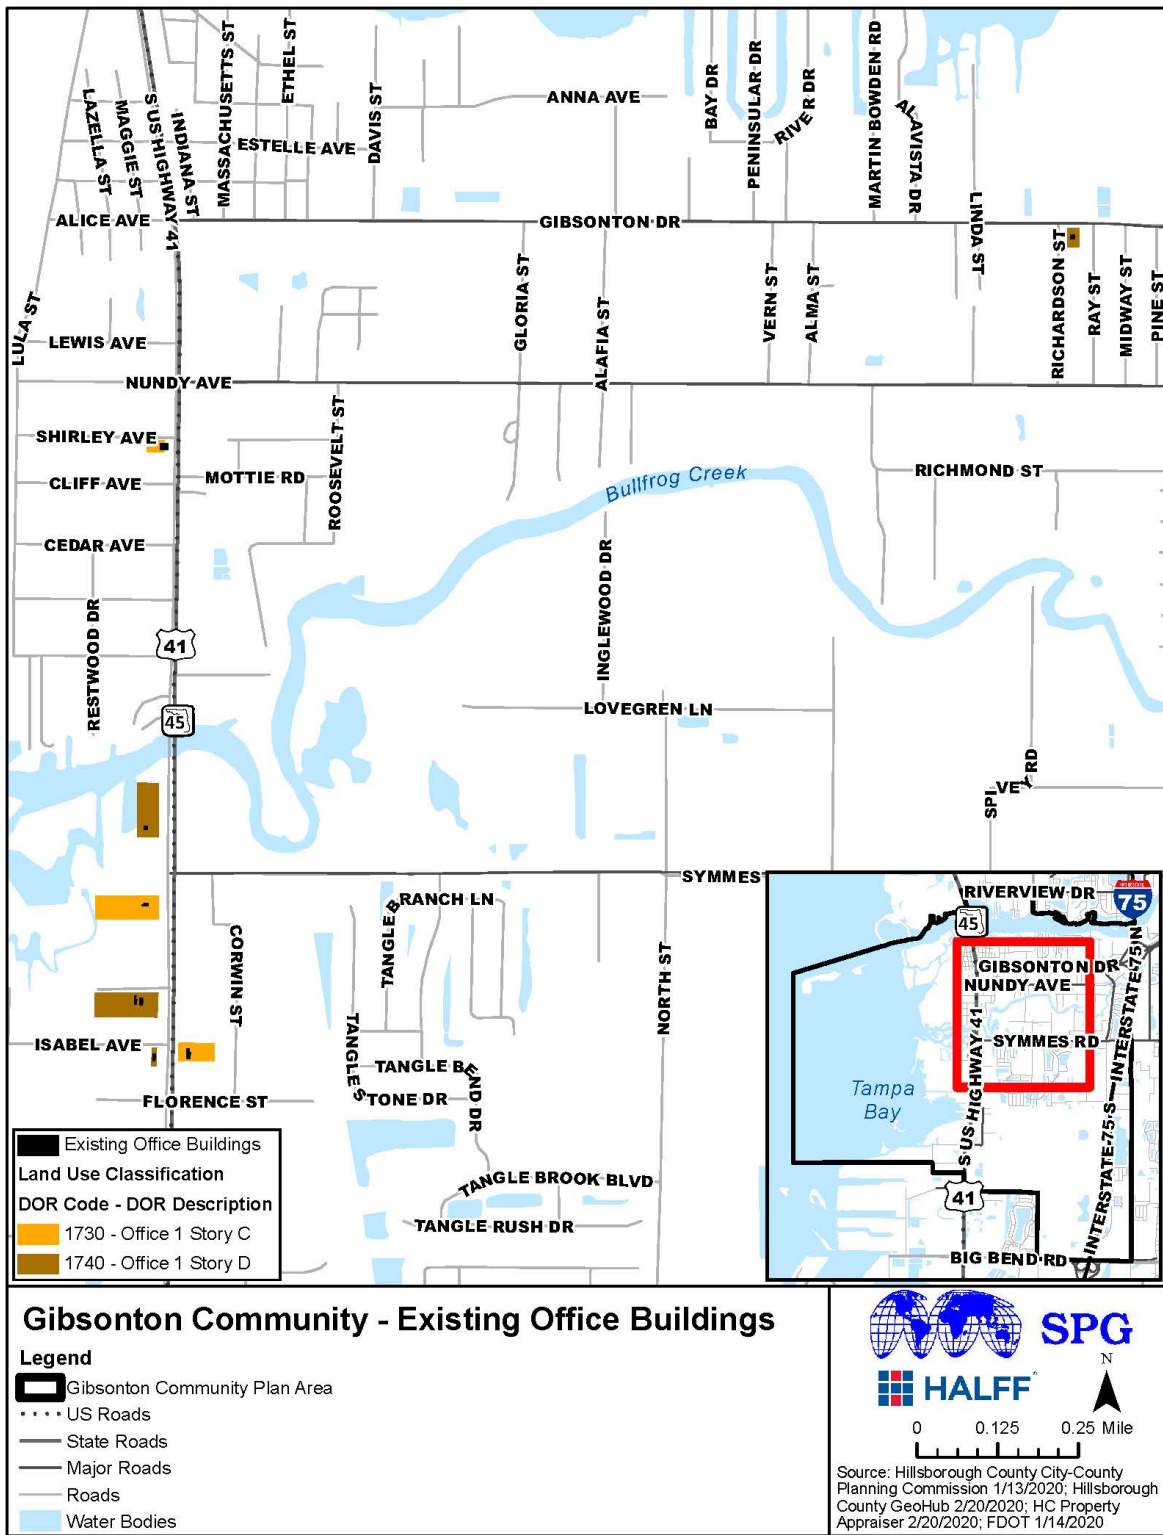 LAZELLA ST
MAGGIE ST
S US HIGHWAY 41
INDIANA ST
MASSACHUSETTS ST
ETHEL ST
ESTELLE AVE
DAVIS ST
ANNA AVE
BAY DR
PENINSULAR DR
RIVER DR
MARTIN BOWDEN RD
ALAVISTA DR
LINDA ST
ALICE AVE
GIBSONTON DR
LULA ST
LEWIS AVE
GLORIA ST
ALAFIA ST
VERN ST
ALMA ST
RICHARDSON ST
RAY ST
MIDWAY ST
PINE ST
NUNDY AVE
SHIRLEY AVE
CLIFF AVE
MOTTIE RD
ROOSEVELT ST
Bullfrog Creek
RICHMOND ST
CEDAR AVE
RESTWOOD DR
41
45
INGLEWOOD DR
LOVEGREN LN
SPIVEY RD
SYMMES
TANGLE B
RANCH LN
CORWIN ST
NORTH ST
ISABEL AVE
TANGLE S
TONE DR
TANGLE B
END DR
FLORENCE ST
TANGLE BROOK BLVD
TANGLE RUSH DR
RIVERVIEW DR
INTERSTATE
75
45
GIBSONTON DR
NUNDY AVE
SYMMES RD
S US HIGHWAY 41
INTERSTATE 75 N
INTERSTATE 75 S
Tampa
Bay
41
BIG BEND RD
Existing Office Buildings
Land Use Classification
DOR Code - DOR Description
1730 - Office 1 Story C
1740 - Office 1 Story D
Gibsonton Community - Existing Office Buildings
Legend
Gibsonton Community Plan Area
US Roads
State Roads
Major Roads
Roads
Water Bodies
SPG
HALFF
N
0 0.125 0.25 Mile
Source: Hillsborough County City-County
Planning Commission 1/13/2020; Hillsborough
County GeoHub 2/20/2020; HC Property
Appraiser 2/20/2020; FDOT 1/14/2020